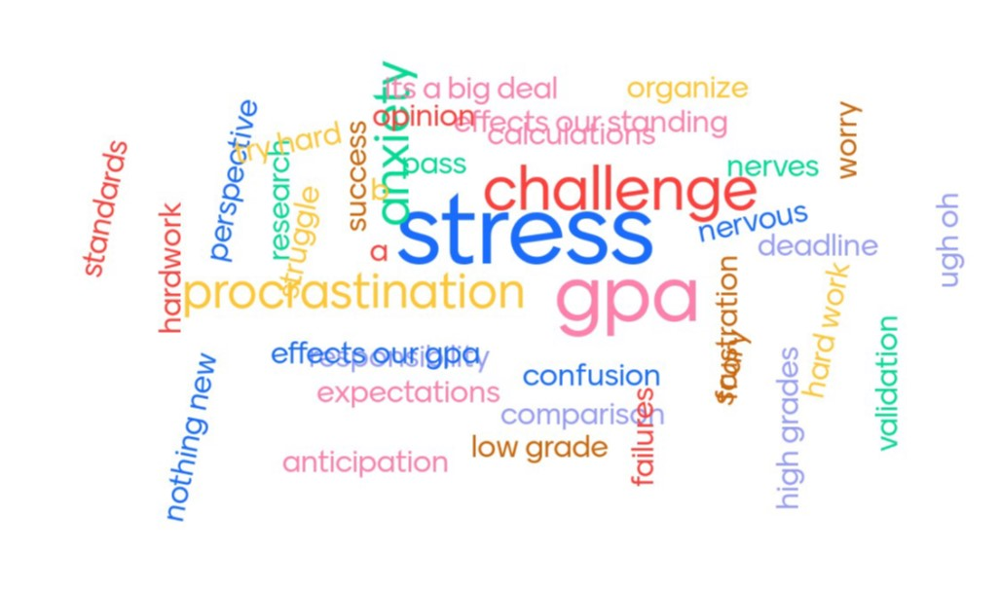 its a big deal
organize
opinion
effects our standing
calculations
anxiety
worry
try hard
perspective
standards
success
research
pass
b
nerves
challenge
struggle
hardwork
stress
nervous
deadline
ugh oh
a
procrastination
gpa
frustration
scary
hard work
effects our gpa
responsibility
confusion
expectations
comparison
failures
high grades
validation
nothing new
low grade
anticipation